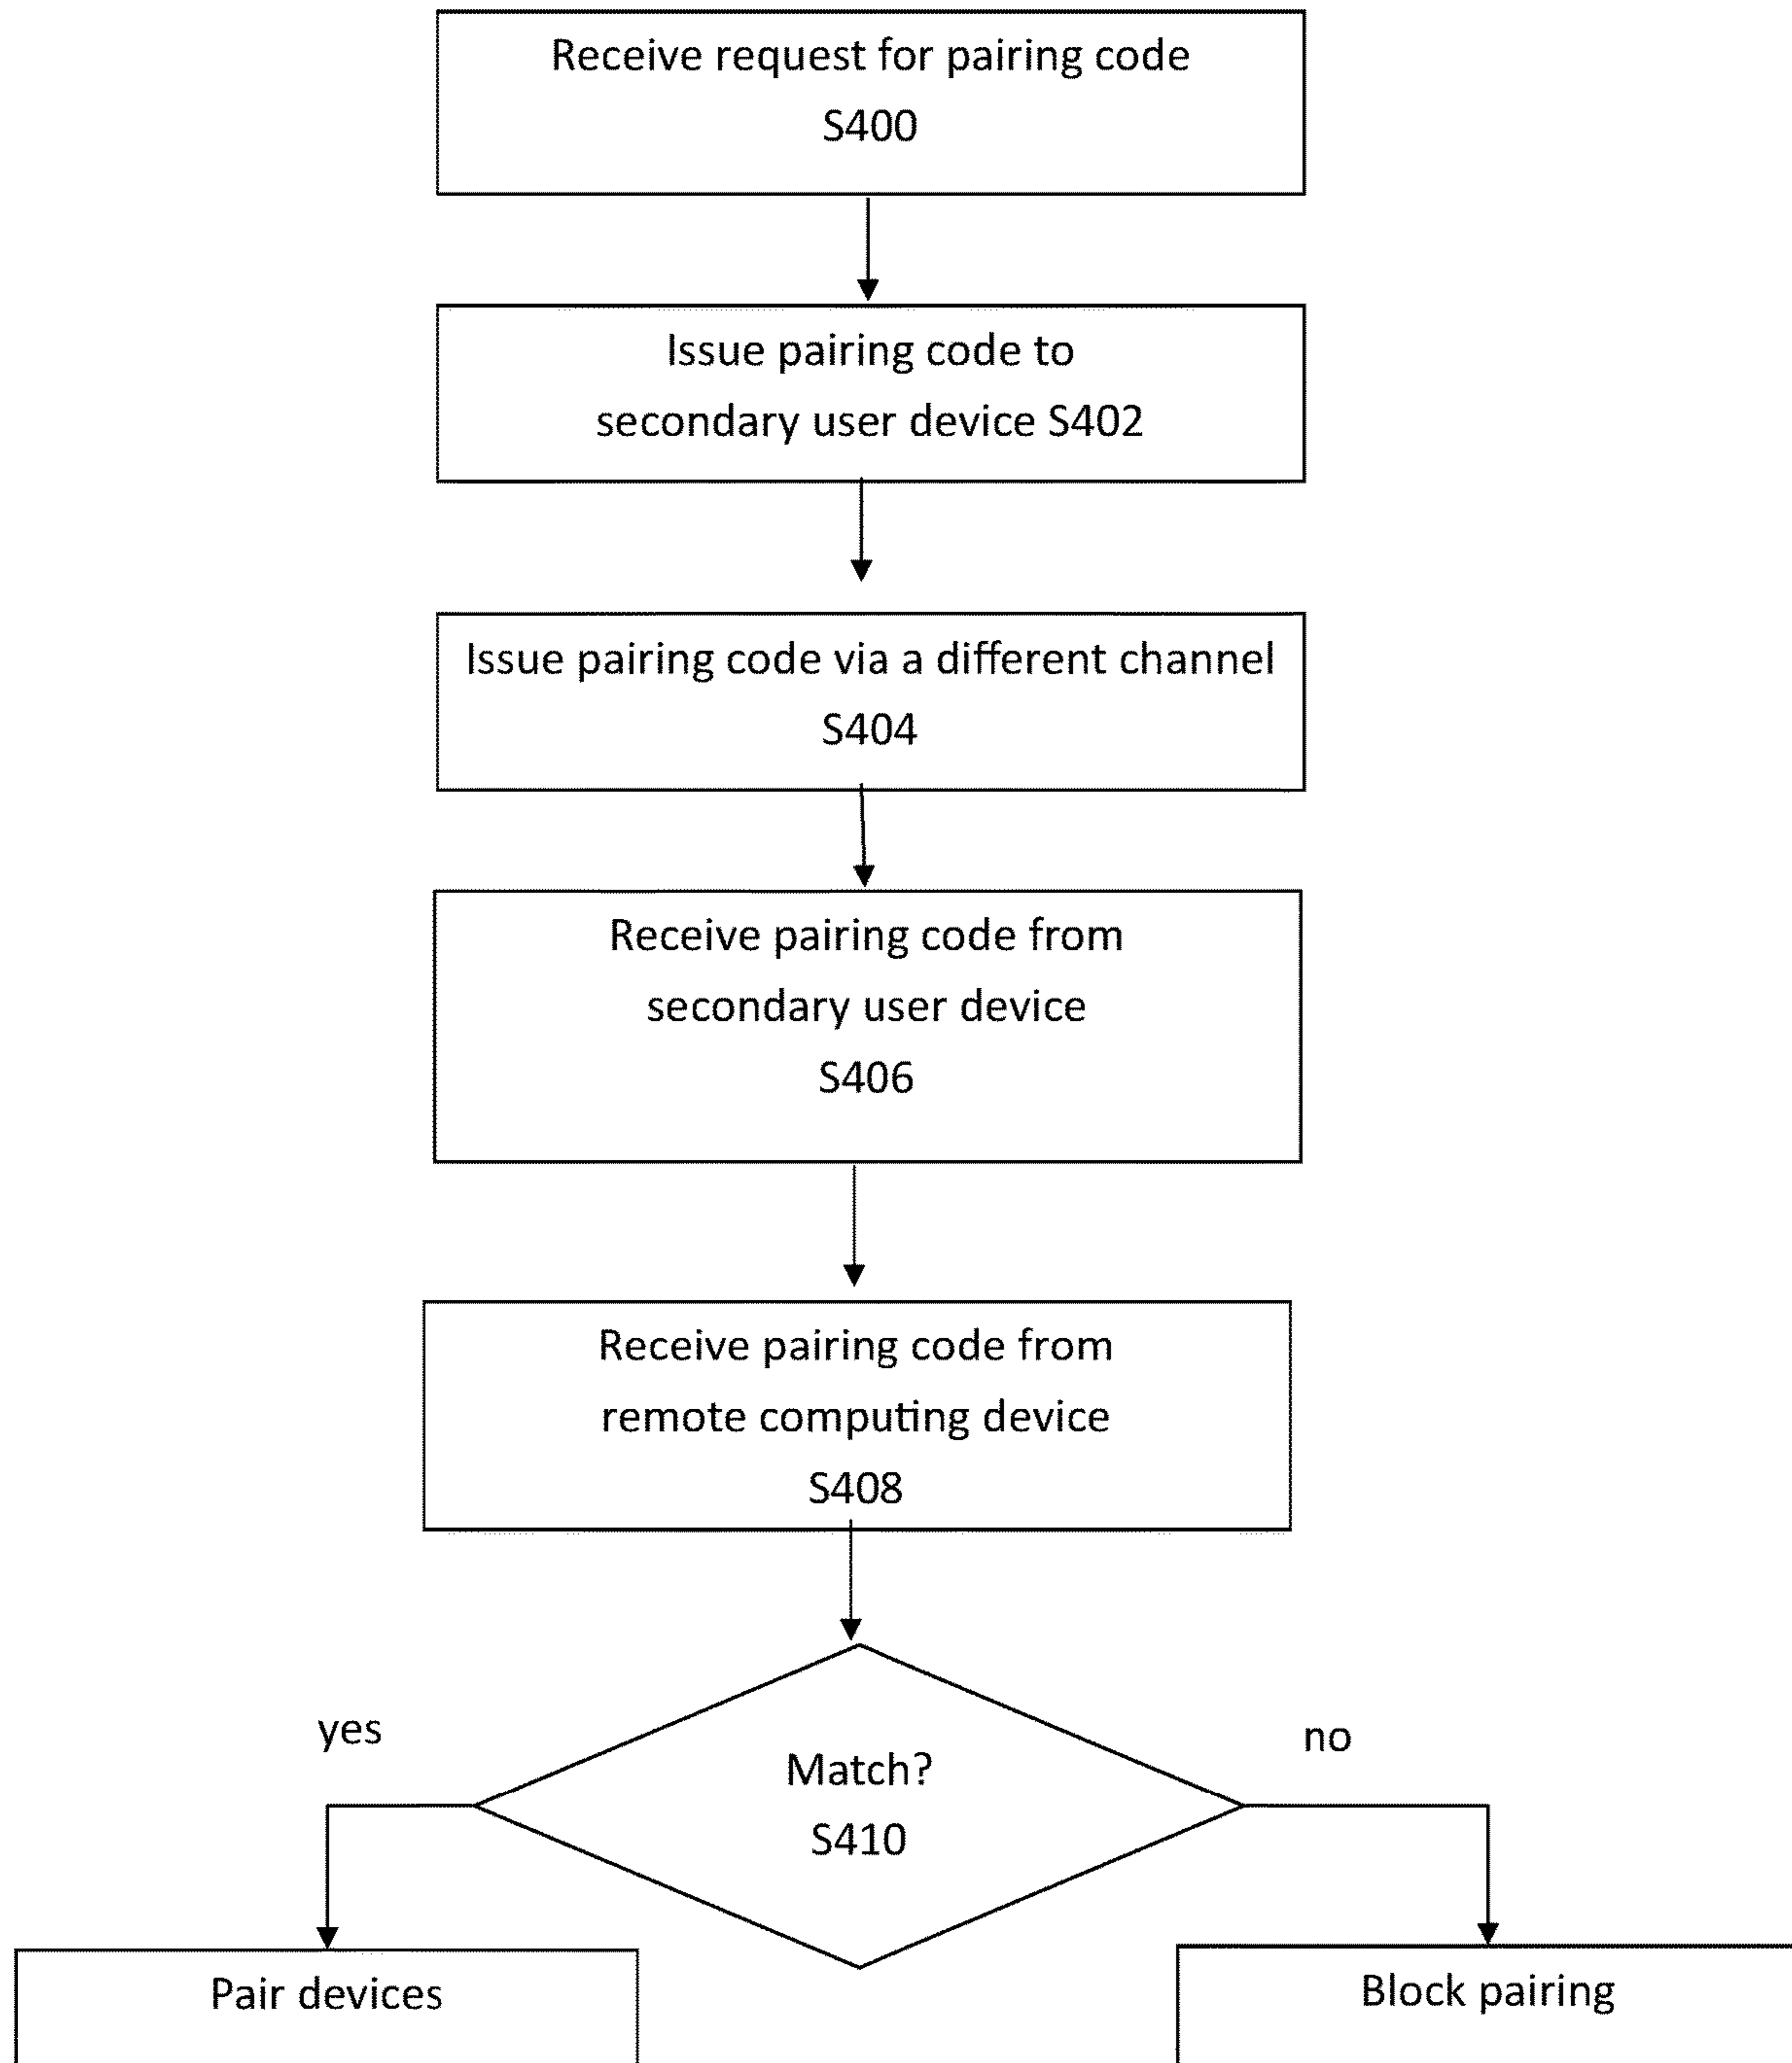 Receive request for pairing code
S400
Issue pairing code to
secondary user device S402
Issue pairing code via a different channel
S404
Receive pairing code from
secondary user device
S406
Receive pairing code from
remote computing device
S408
yes
no
Match?
S410
Pair devices
Block pairing